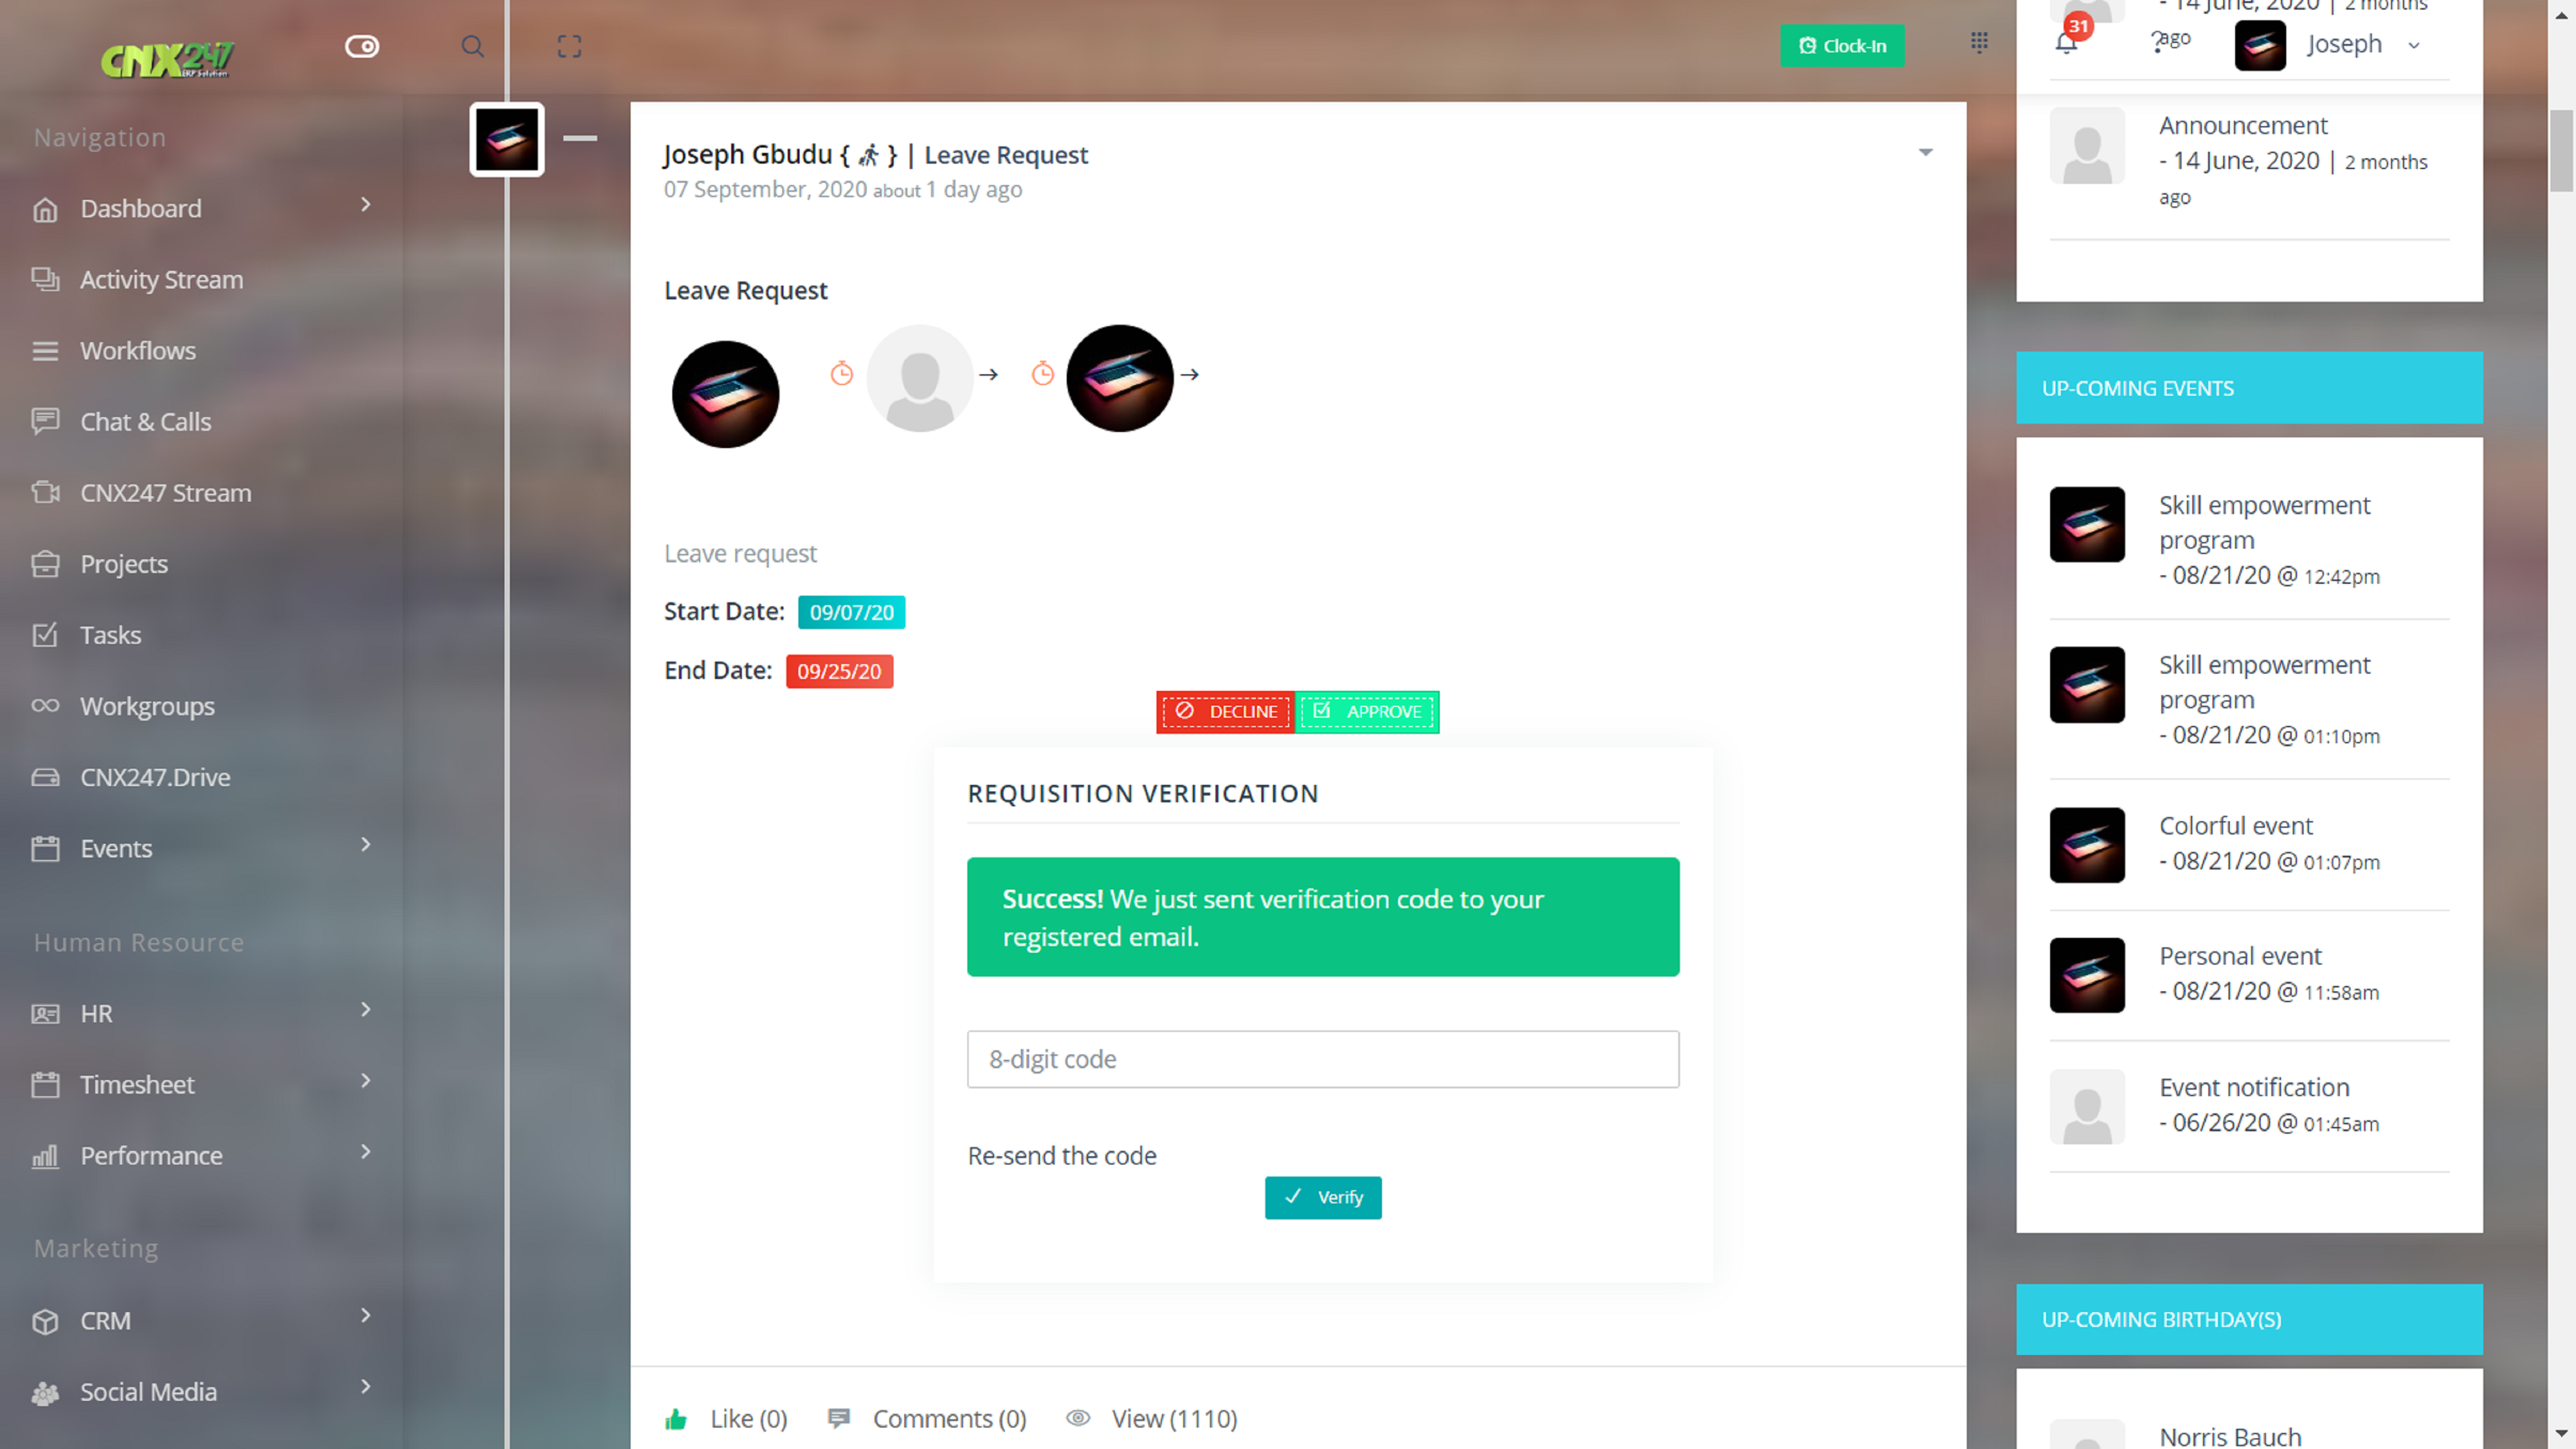 CNX247
ERP Solution
Clock-In
31
?
Joseph
- 14 June, 2020 | 2 months
ago
Navigation
Dashboard
Activity Stream
Workflows
Chat & Calls
CNX247 Stream
Projects
Tasks
Workgroups
CNX247.Drive
Events
Human Resource
HR
Timesheet
Performance
Marketing
CRM
Social Media
Joseph Gbudu { } | Leave Request
07 September, 2020 about 1 day ago
Leave Request
Leave request
Start Date: 09/07/20
End Date: 09/25/20
DECLINE
APPROVE
REQUISITION VERIFICATION
Success! We just sent verification code to your
registered email.
8-digit code
Re-send the code
Verify
Like (0)
Comments (0)
View (1110)
Announcement
- 14 June, 2020 | 2 months
ago
UP-COMING EVENTS
Skill empowerment
program
- 08/21/20 @ 12:42pm
Skill empowerment
program
- 08/21/20 @ 01:10pm
Colorful event
- 08/21/20 @ 01:07pm
Personal event
- 08/21/20 @ 11:58am
Event notification
- 06/26/20 @ 01:45am
UP-COMING BIRTHDAY(S)
Norris Bauch